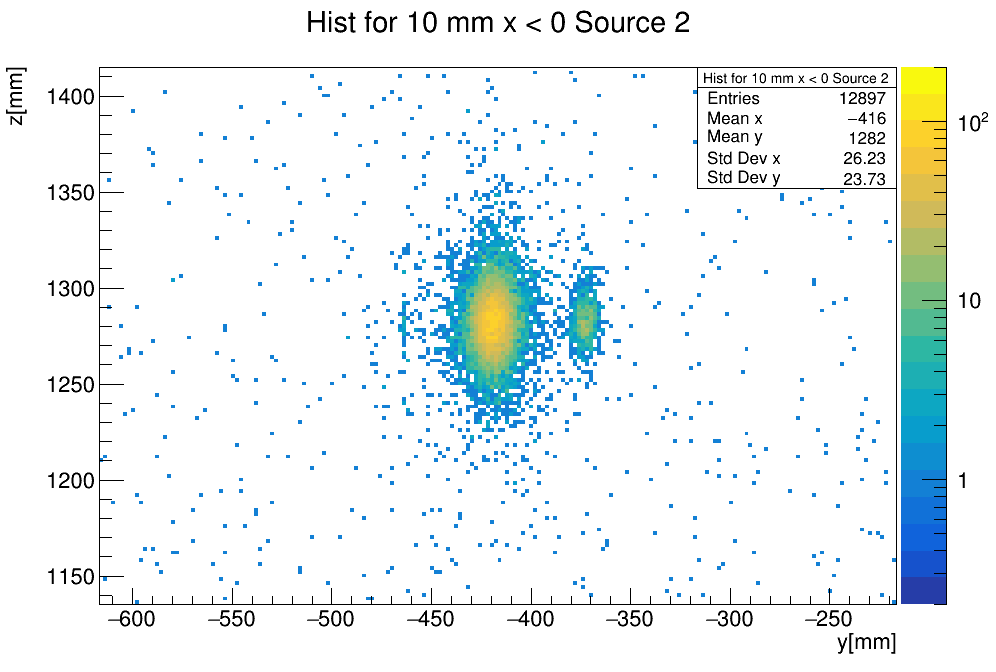 Hist for 10 mm x < 0 Source 2
z[mm]
1400
1350
1300
1250
1200
1150
−600 −550 −500 −450 −400 −350 −300 −250
y[mm]
Hist for 10 mm x < 0 Source 2
Entries 12897
Mean x −416
Mean y 1282
Std Dev x 26.23
Std Dev y 23.73
10²
10
1